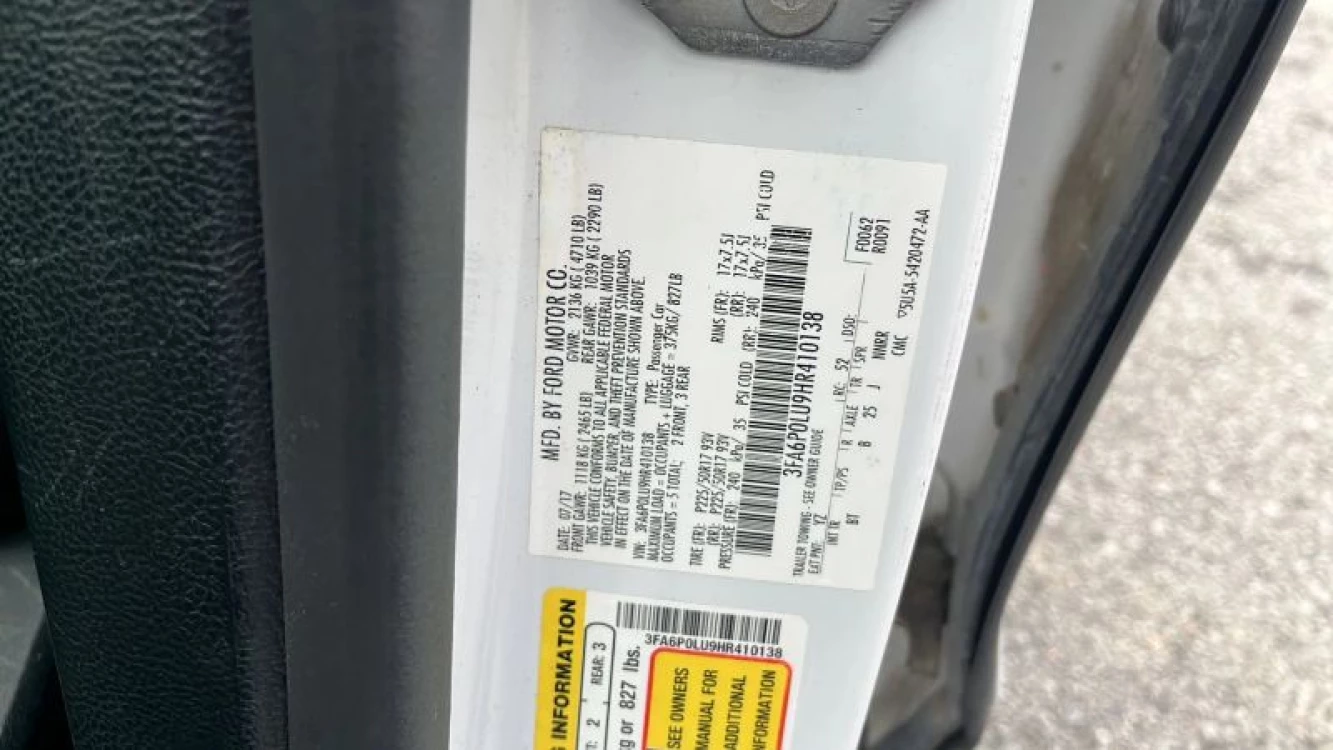 MFD. BY FORD MOTOR CO.
DATE: 07/17 GVWR: 2136 KG ( 4710 LB)
FRONT GAWR: 1118 KG ( 2465 LB) REAR GAWR: 1039 KG ( 2290 LB)
THIS VEHICLE CONFORMS TO ALL APPLICABLE FEDERAL MOTOR
VEHICLE SAFETY, BUMPER, AND THEFT PREVENTION STANDARDS
IN EFFECT ON THE DATE OF MANUFACTURE SHOWN ABOVE.
VIN: 3FA6P0LU9HR410138 TYPE: Passenger Car
MAXIMUM LOAD = OCCUPANTS + LUGGAGE = 375KG/ 827LB
OCCUPANTS = 5 TOTAL: 2 FRONT, 3 REAR
TIRE (FR): P225/50R17 93V RIMS (FR): 17x7.5J
(RR): P225/50R17 93V (RR): 17x7.5J
PRESSURE (FR): 240 kPa/ 35 PSI COLD (RR): 240 kPa/ 35 PSI COLD
3FA6P0LU9HR410138
TRAILER TOWING - SEE OWNER GUIDE
EXT PNT: YZ RC: 52 DSO: F0062
INT TR TP/PS R AXLE TR SPR R0091
BT B 25 J NNRR
CMC 5U5A-5420472-AA
INFORMATION
2 REAR: 3
or 827 lbs.
3FA6P0LU9HR410138
SEE OWNERS
MANUAL FOR
ADDITIONAL
INFORMATION